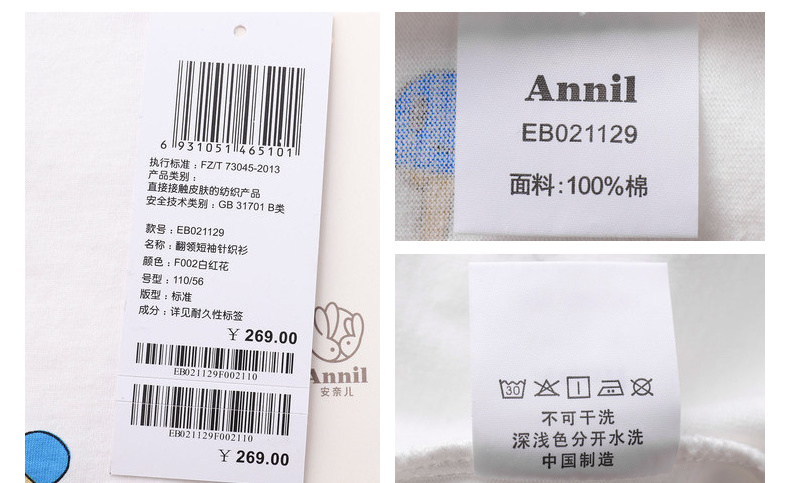 6 931051 465101
执行标准：FZ/T 73045-2013
产品类别：
直接接触皮肤的纺织产品
安全技术类别：GB 31701 B类
款号：EB021129
名称：翻领短袖针织衫
颜色：F002白红花
号型：110/56
版型：标准
成分：详见耐久性标签
￥ 269.00
EB021129F002110
EB021129F002110
￥ 269.00
Annil
安奈儿
Annil
EB021129
面料:100%棉
30
不可干洗
深浅色分开水洗
中国制造